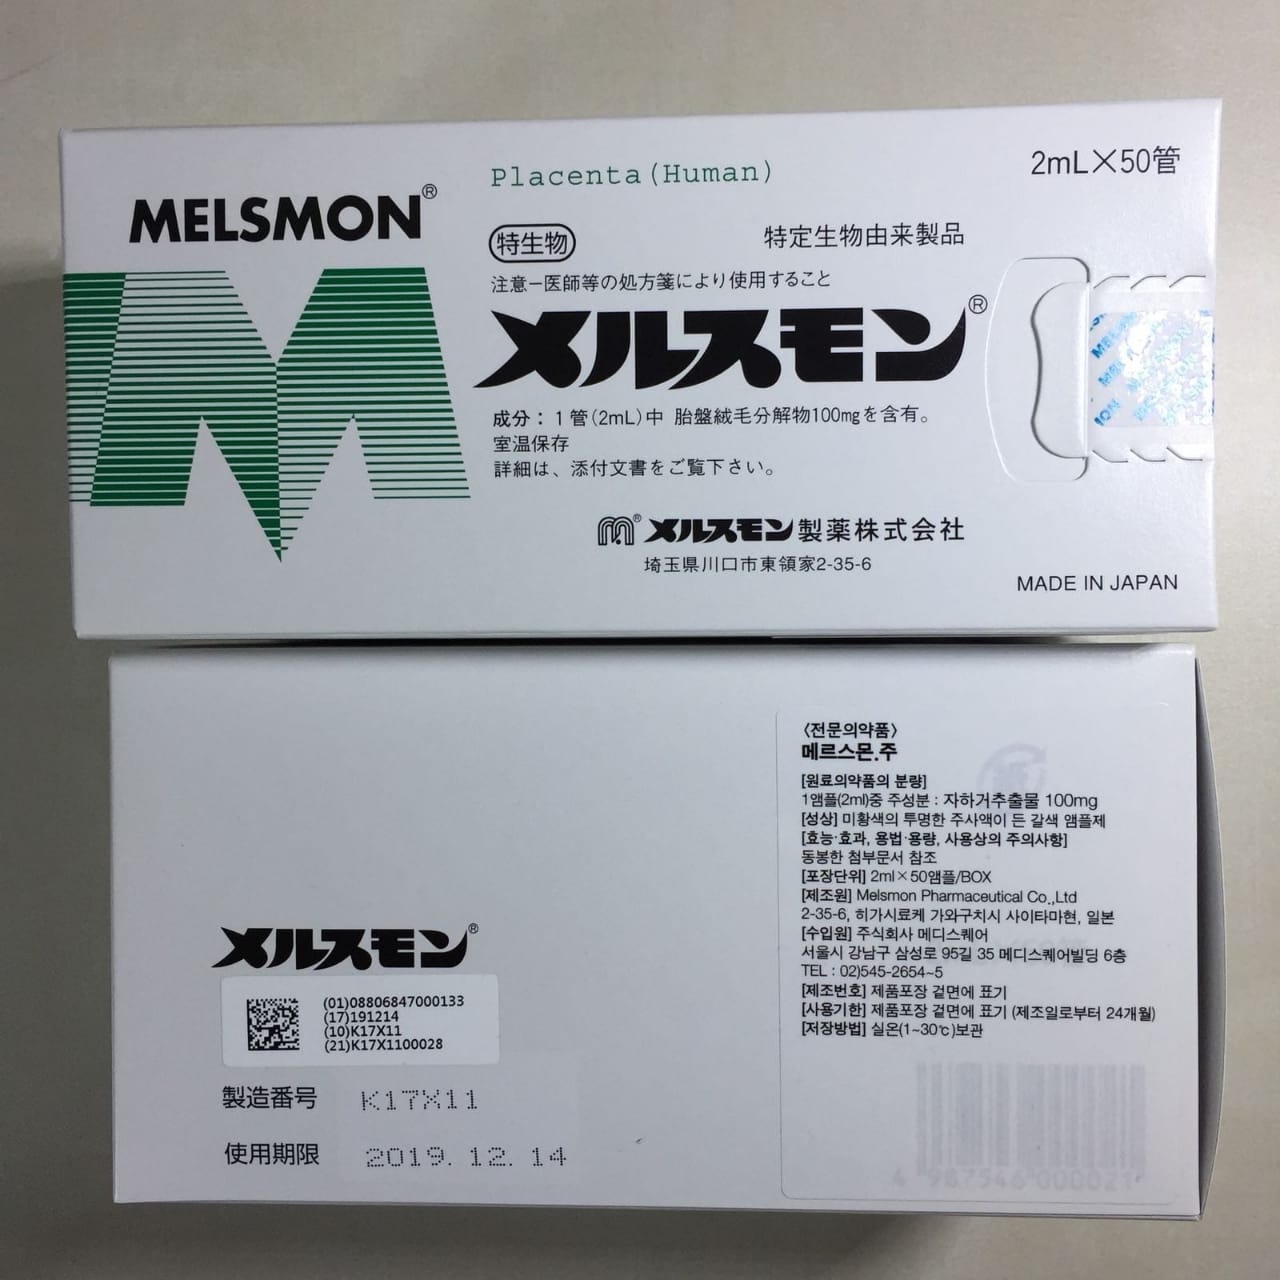 Placenta (Human)
2mL×50管
MELSMON®
特生物
特定生物由来製品
注意－医師等の処方箋により使用すること
メルスモン®
成分：1管(2mL)中 胎盤絨毛分解物100mgを含有。
室温保存
詳細は、添付文書をご覧下さい。
メルスモン製薬株式会社
埼玉県川口市東領家2-35-6
MADE IN JAPAN
〈전문의약품〉
메르스몬.주
[원료의약품의 분량]
1앰플(2ml)중 주성분 : 자하거추출물 100mg
[성상] 미황색의 투명한 주사액이 든 갈색 앰플제
[효능·효과, 용법·용량, 사용상의 주의사항]
동봉한 첨부문서 참조
[포장단위] 2ml×50앰플/BOX
[제조원] Melsmon Pharmaceutical Co.,Ltd
2-35-6, 히가시료케 가와구치시 사이타마현, 일본
[수입원] 주식회사 메디스퀘어
서울시 강남구 삼성로 95길 35 메디스퀘어빌딩 6층
TEL : 02)545-2654~5
[제조번호] 제품포장 겉면에 표기
[사용기한] 제품포장 겉면에 표기 (제조일로부터 24개월)
[저장방법] 실온(1~30℃)보관
4 987546 000021
メルスモン®
(01)08806847000133
(17)191214
(10)K17X11
(21)K17X1100028
製造番号 K17X11
使用期限 2019.12.14